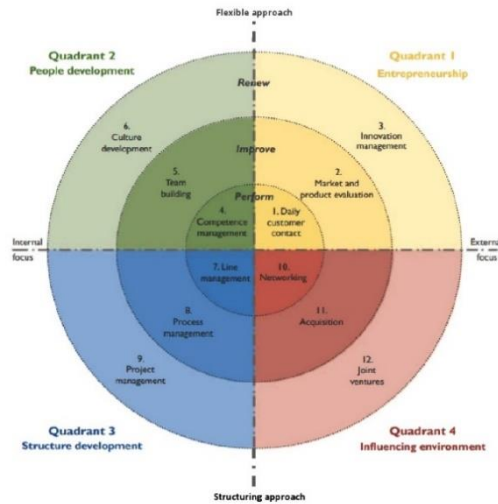 Flexible approach
Quadrant 2
People development
Quadrant 1
Entrepreneurship
Renew
6.
Culture
development
3.
Innovation
management
Improve
5.
Team
building
2.
Market and
product evaluation
Perform
4.
Competence
management
1. Daily
customer
contact
Internal
focus
External
focus
7. Line
management
10.
Networking
8.
Process
management
11.
Acquisition
9.
Project
management
12.
Joint
ventures
Quadrant 3
Structure development
Quadrant 4
Influencing environment
Structuring approach